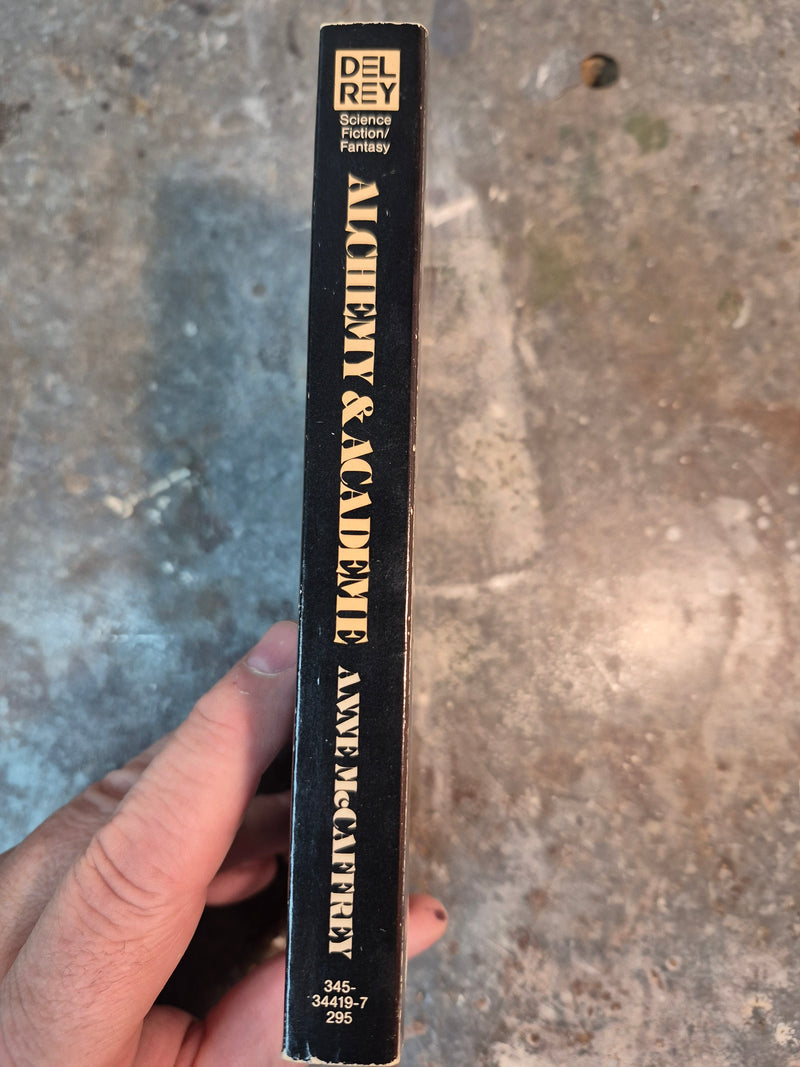 DEL
REY
Science
Fiction/
Fantasy
ALCHEMY & ACADEME
ANNE McCAFFREY
345-
34419-7
295